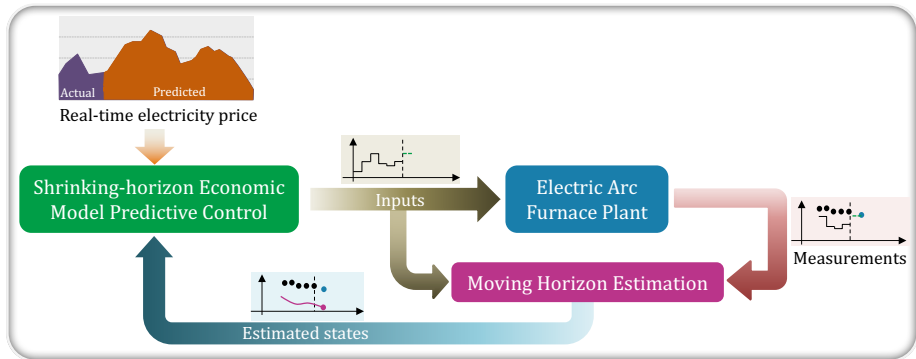 Actual
Predicted
Real-time electricity price
Shrinking-horizon Economic
Model Predictive Control
Inputs
Electric Arc
Furnace Plant
Measurements
Moving Horizon Estimation
Estimated states